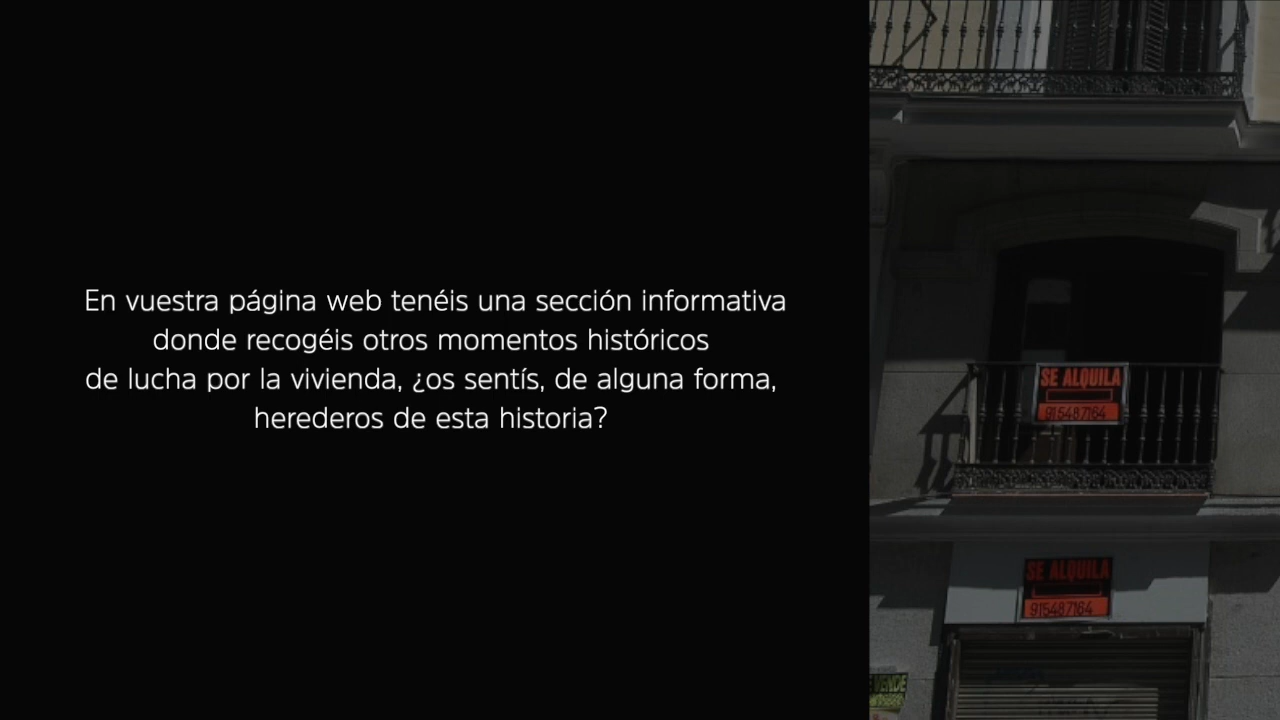 En vuestra página web tenéis una sección informativa
donde recogéis otros momentos históricos
de lucha por la vivienda, ¿os sentís, de alguna forma,
herederos de esta historia?
SE ALQUILA
915487164
SE ALQUILA
915487164
VENDE